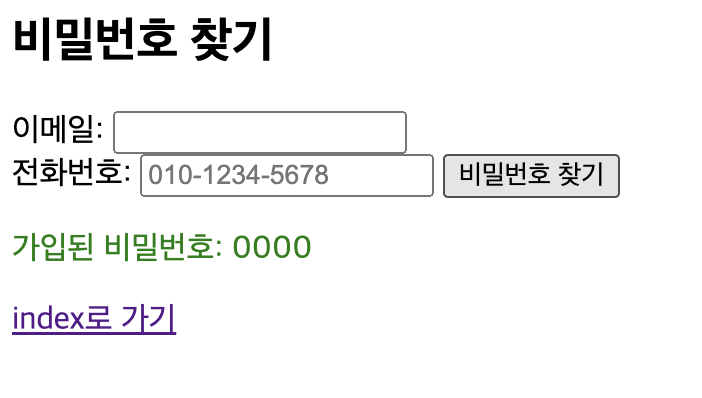 비밀번호 찾기
이메일:
전화번호: 010-1234-5678 비밀번호 찾기
가입된 비밀번호: 0000
index로 가기